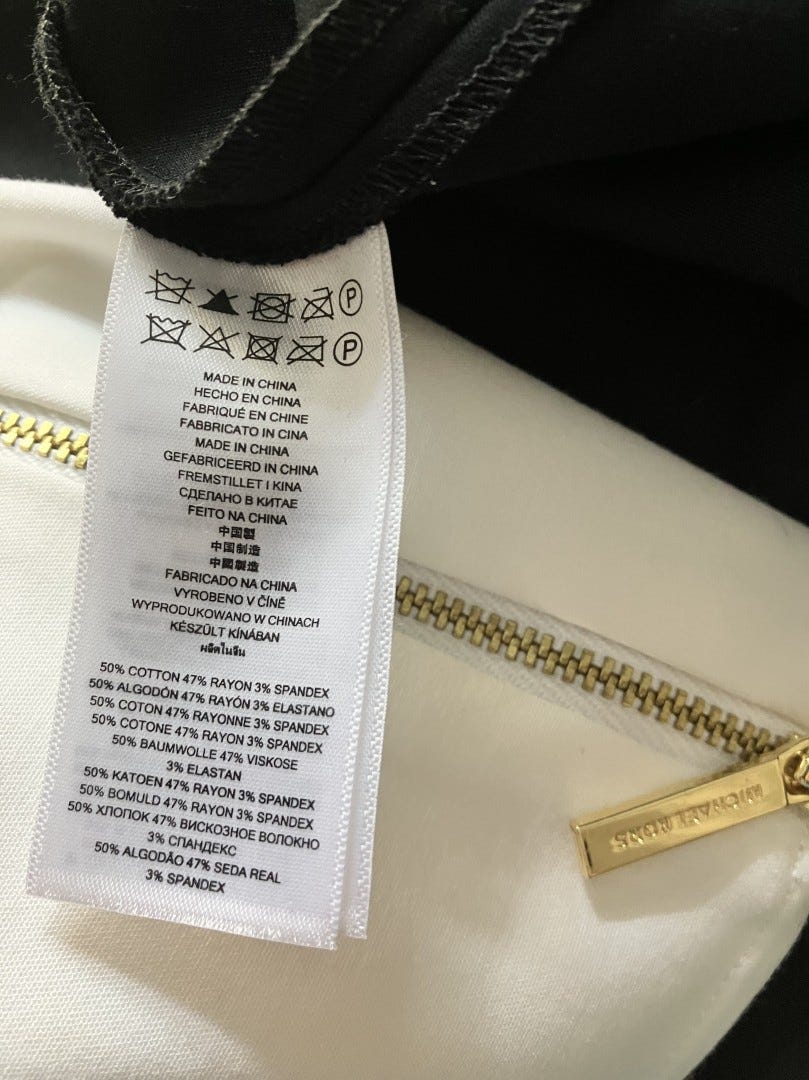 P
P
MADE IN CHINA
HECHO EN CHINA
FABRIQUÉ EN CHINE
FABBRICATO IN CINA
MADE IN CHINA
GEFABRICEERD IN CHINA
FREMSTILLET I KINA
СДЕЛАНО В КИТАЕ
FEITO NA CHINA
中国製
中国制造
中國製造
FABRICADO NA CHINA
VYROBENO V ČÍNĚ
WYPRODUKOWANO W CHINACH
KÉSZÜLT KÍNÁBAN
ผลิตในจีน
50% COTTON 47% RAYON 3% SPANDEX
50% ALGODÓN 47% RAYÓN 3% ELASTANO
50% COTON 47% RAYONNE 3% SPANDEX
50% COTONE 47% RAYON 3% SPANDEX
50% BAUMWOLLE 47% VISKOSE
3% ELASTAN
50% KATOEN 47% RAYON 3% SPANDEX
50% BOMULD 47% RAYON 3% SPANDEX
50% ХЛОПОК 47% ВИСКОЗНОЕ ВОЛОКНО
3% СПАНДЕКС
50% ALGODÃO 47% SEDA REAL
3% SPANDEX
MICHAEL KORS